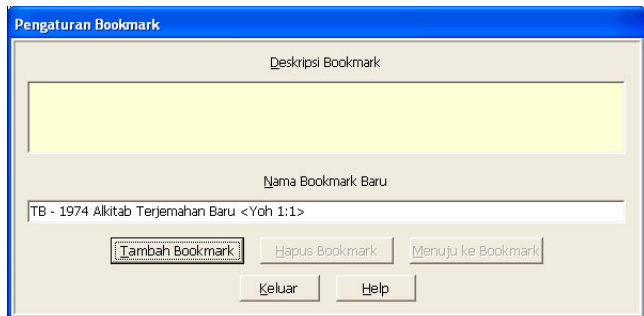 Pengaturan Bookmark
Deskripsi Bookmark
Nama Bookmark Baru
TB - 1974 Alkitab Terjemahan Baru <Yoh 1:1>
Tambah Bookmark Hapus Bookmark Menuju ke Bookmark
Keluar Help